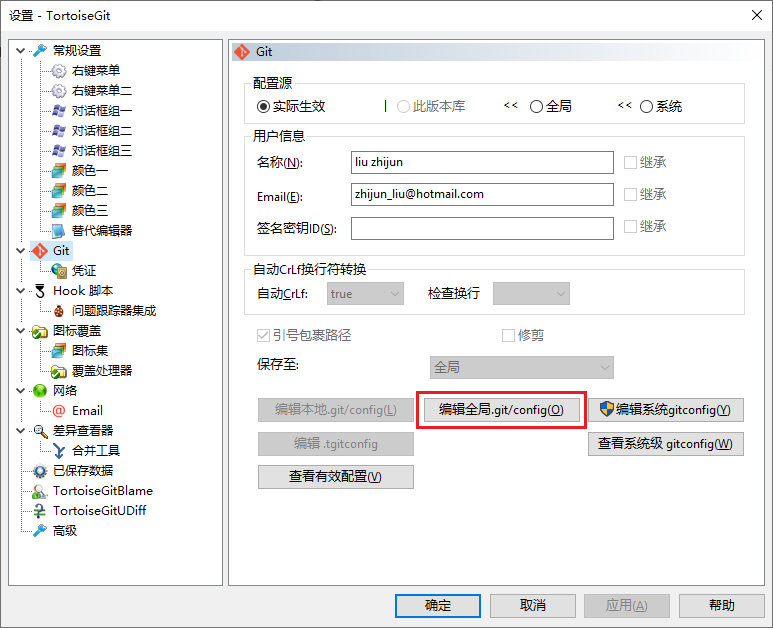 设置 - TortoiseGit
常规设置
右键菜单
右键菜单二
对话框组一
对话框组二
对话框组三
颜色一
颜色二
颜色三
替代编辑器
Git
凭证
Hook 脚本
问题跟踪器集成
图标覆盖
图标集
覆盖处理器
网络
Email
差异查看器
合并工具
已保存数据
TortoiseGitBlame
TortoiseGitUDiff
高级
Git
配置源
实际生效 | 此版本库 << 全局 << 系统
用户信息
名称(N): liu zhijun 继承
Email(E): zhijun_liu@hotmail.com 继承
签名密钥ID(S): 继承
自动CrLf换行符转换
自动CrLf: true 检查换行
引号包裹路径 修剪
保存至: 全局
编辑本地.git/config(L) 编辑全局.git/config(O) 编辑系统gitconfig(Y)
编辑 .tgitconfig 查看系统级 gitconfig(W)
查看有效配置(V)
确定 取消 应用(A) 帮助